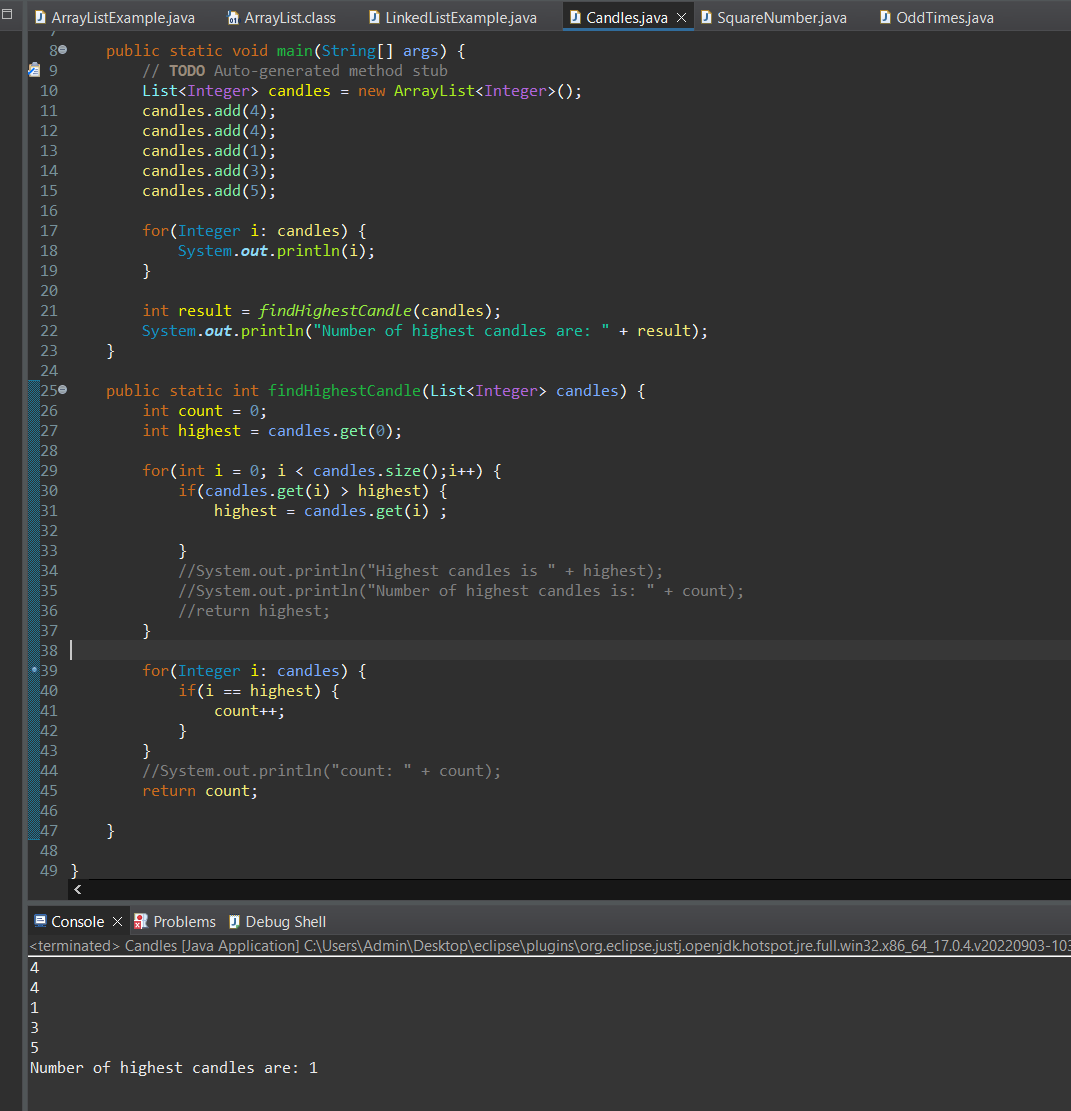 ArrayListExample.java ArrayList.class LinkedListExample.java Candles.java SquareNumber.java OddTimes.java
7
8 public static void main(String[] args) {
9 // TODO Auto-generated method stub
10 List<Integer> candles = new ArrayList<Integer>();
11 candles.add(4);
12 candles.add(4);
13 candles.add(1);
14 candles.add(3);
15 candles.add(5);
16
17 for(Integer i: candles) {
18 System.out.println(i);
19 }
20
21 int result = findHighestCandle(candles);
22 System.out.println("Number of highest candles are: " + result);
23 }
24
25 public static int findHighestCandle(List<Integer> candles) {
26 int count = 0;
27 int highest = candles.get(0);
28
29 for(int i = 0; i < candles.size();i++) {
30 if(candles.get(i) > highest) {
31 highest = candles.get(i) ;
32
33 }
34 //System.out.println("Highest candles is " + highest);
35 //System.out.println("Number of highest candles is: " + count);
36 //return highest;
37 }
38
39 for(Integer i: candles) {
40 if(i == highest) {
41 count++;
42 }
43 }
44 //System.out.println("count: " + count);
45 return count;
46
47 }
48
49 }
Console Problems Debug Shell
<terminated> Candles [Java Application] C:\Users\Admin\Desktop\eclipse\plugins\org.eclipse.justj.openjdk.hotspot.jre.full.win32.x86_64_17.0.4.v20220903-103
4
4
1
3
5
Number of highest candles are: 1